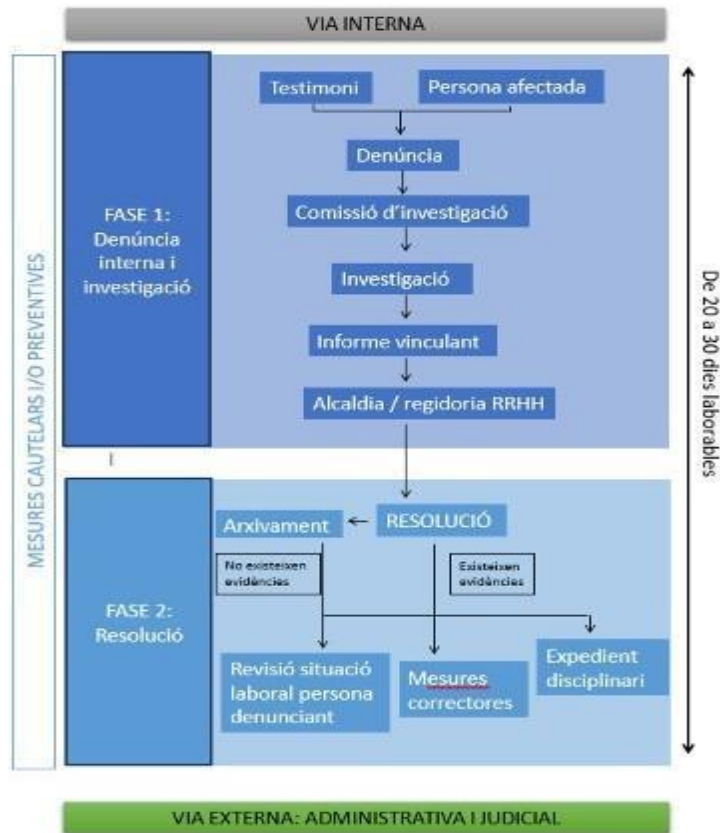 VIA INTERNA
MESURES CAUTELARS I/O PREVENTIVES
FASE 1:
Denúncia
interna i
investigació
Testimoni
Persona afectada
Denúncia
Comissió d'investigació
Investigació
Informe vinculant
Alcaldia / regidoria RRHH
De 20 a 30 dies laborables
FASE 2:
Resolució
Arxivament
RESOLUCIÓ
No existeixen
evidències
Existeixen
evidències
Revisió situació
laboral persona
denunciant
Mesures
correctores
Expedient
disciplinari
VIA EXTERNA: ADMINISTRATIVA I JUDICIAL